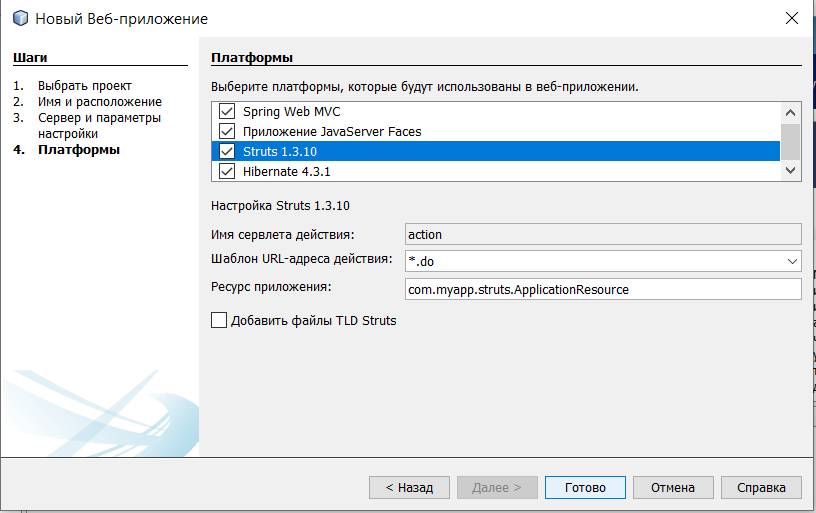 Новый Веб-приложение
Шаги
1. Выбрать проект
2. Имя и расположение
3. Сервер и параметры
настройки
4. Платформы
Платформы
Выберите платформы, которые будут использованы в веб-приложении.
Spring Web MVC
Приложение JavaServer Faces
Struts 1.3.10
Hibernate 4.3.1
Настройка Struts 1.3.10
Имя сервлета действия: action
Шаблон URL-адреса действия: *.do
Ресурс приложения: com.myapp.struts.ApplicationResource
Добавить файлы TLD Struts
< Назад Далее > Готово Отмена Справка